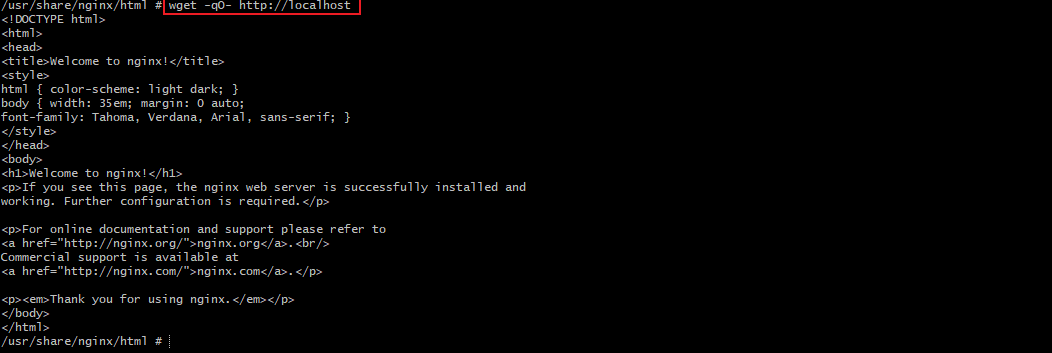 /usr/share/nginx/html # wget -qO- http://localhost
<!DOCTYPE html>
<html>
<head>
<title>Welcome to nginx!</title>
<style>
html { color-scheme: light dark; }
body { width: 35em; margin: 0 auto;
font-family: Tahoma, Verdana, Arial, sans-serif; }
</style>
</head>
<body>
<h1>Welcome to nginx!</h1>
<p>If you see this page, the nginx web server is successfully installed and
working. Further configuration is required.</p>

<p>For online documentation and support please refer to
<a href="http://nginx.org/">nginx.org</a>.<br/>
Commercial support is available at
<a href="http://nginx.com/">nginx.com</a>.</p>

<p><em>Thank you for using nginx.</em></p>
</body>
</html>
/usr/share/nginx/html #